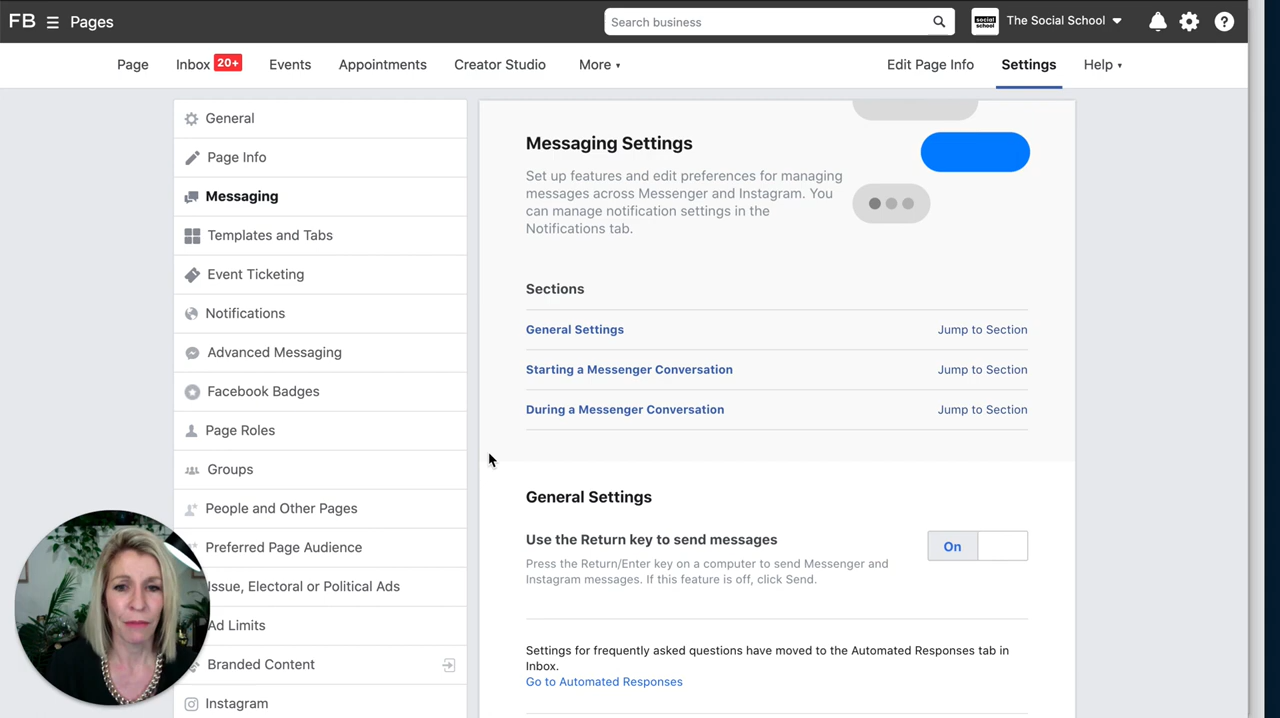 FB Pages
Search business
social school
The Social School
Page
Inbox 20+
Events
Appointments
Creator Studio
More
Edit Page Info
Settings
Help
General
Page Info
Messaging
Templates and Tabs
Event Ticketing
Notifications
Advanced Messaging
Facebook Badges
Page Roles
Groups
People and Other Pages
Preferred Page Audience
Issue, Electoral or Political Ads
Ad Limits
Branded Content
Instagram
Messaging Settings
Set up features and edit preferences for managing
messages across Messenger and Instagram. You
can manage notification settings in the
Notifications tab.
Sections
General Settings Jump to Section
Starting a Messenger Conversation Jump to Section
During a Messenger Conversation Jump to Section
General Settings
Use the Return key to send messages
On
Press the Return/Enter key on a computer to send Messenger and
Instagram messages. If this feature is off, click Send.
Settings for frequently asked questions have moved to the Automated Responses tab in
Inbox.
Go to Automated Responses